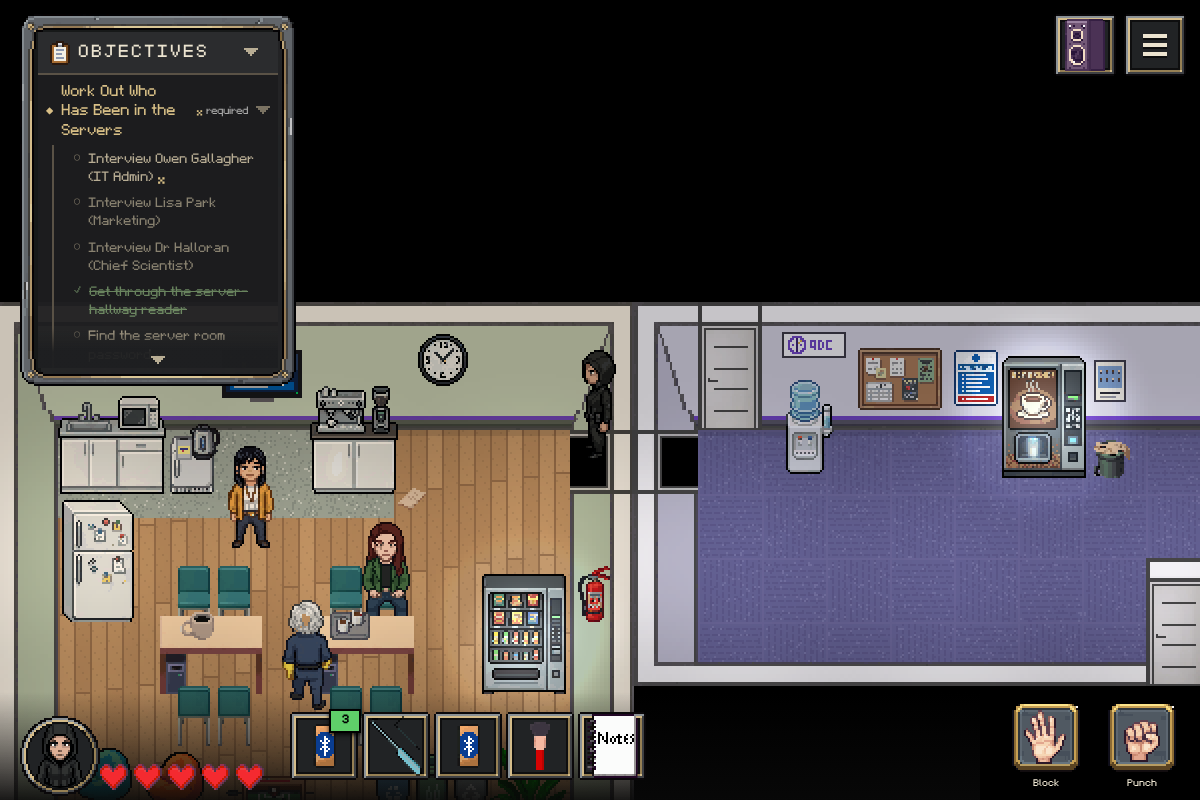 OBJECTIVES
Work Out Who
Has Been in the
Servers
x required
Interview Owen Gallagher
(IT Admin) x
Interview Lisa Park
(Marketing)
Interview Dr Halloran
(Chief Scientist)
Get through the server-
hallway reader
Find the server room
3
Notes
Block
Punch